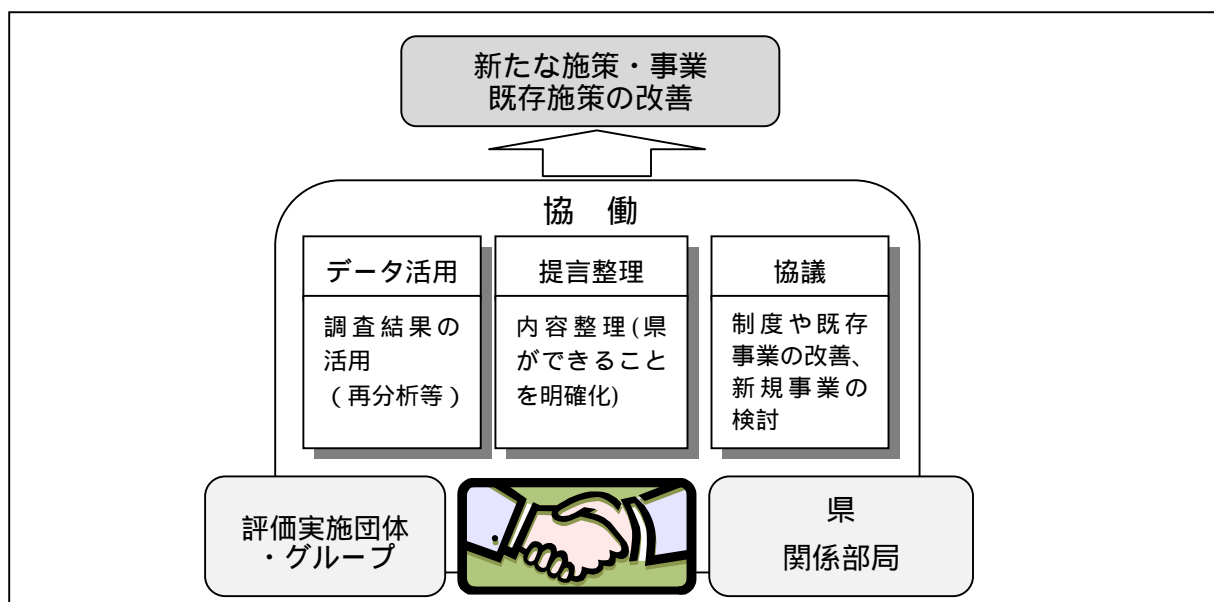 新たな施策・事業
既存施策の改善
協 働
データ活用
調査結果の
活用
(再分析等)
提言整理
内容整理(県
ができること
を明確化)
協議
制度や既存
事業の改善、
新規事業の
検討
評価実施団体
・グループ
県
関係部局